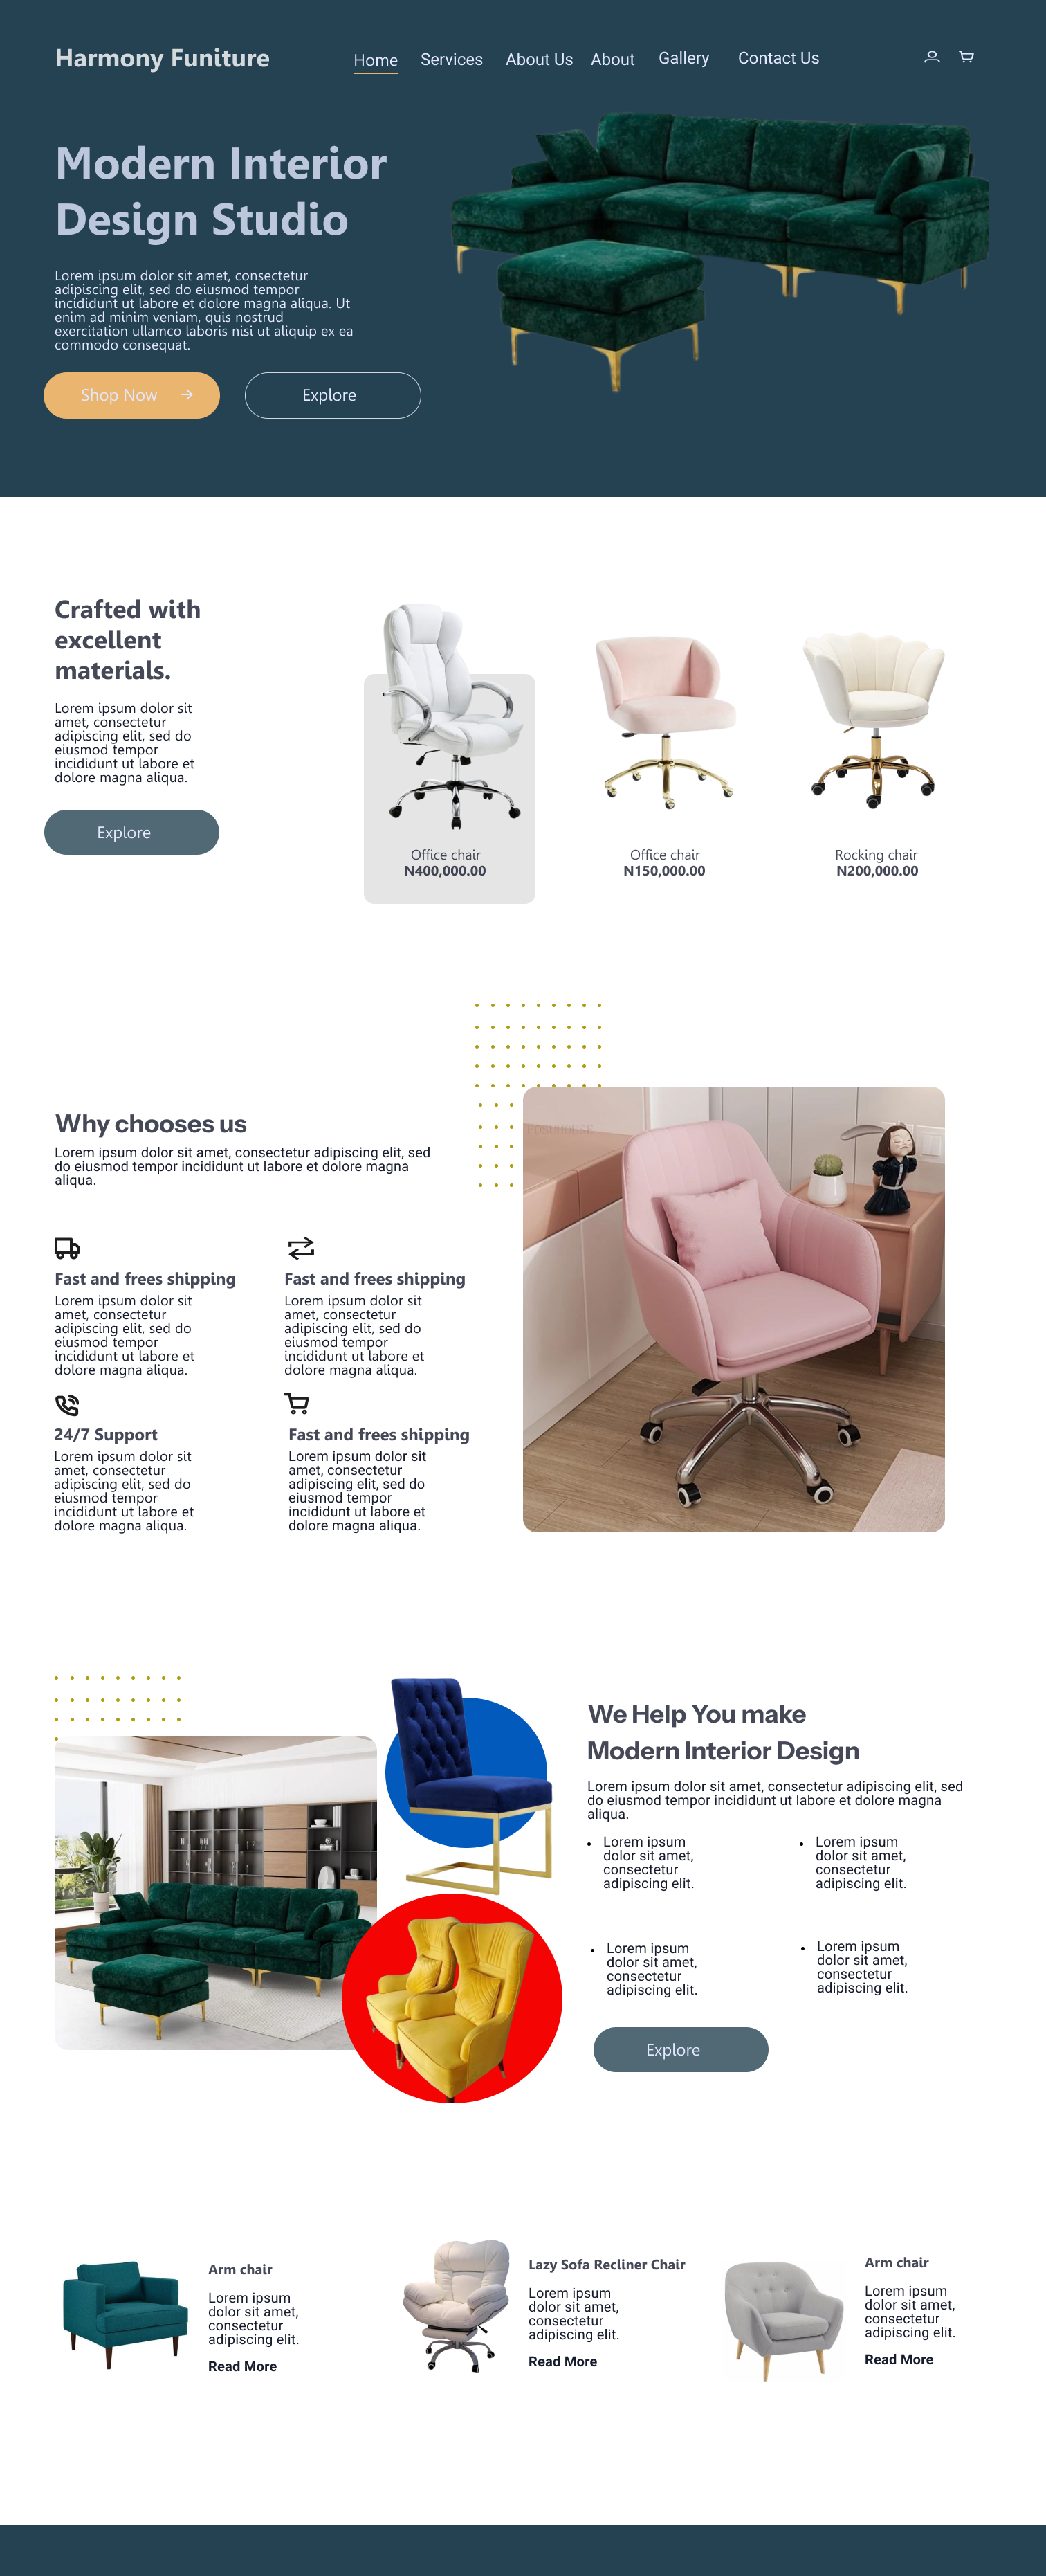 Harmony Funiture
Home Services About Us About Gallery Contact Us
Modern Interior
Design Studio
Lorem ipsum dolor sit amet, consectetur
adipiscing elit, sed do eiusmod tempor
incididunt ut labore et dolore magna aliqua. Ut
enim ad minim veniam, quis nostrud
exercitation ullamco laboris nisi ut aliquip ex ea
commodo consequat.
Shop Now
Explore
Crafted with
excellent
materials.
Lorem ipsum dolor sit
amet, consectetur
adipiscing elit, sed do
eiusmod tempor
incididunt ut labore et
dolore magna aliqua.
Explore
Office chair
N400,000.00
Office chair
N150,000.00
Rocking chair
N200,000.00
Why chooses us
Lorem ipsum dolor sit amet, consectetur adipiscing elit, sed
do eiusmod tempor incididunt ut labore et dolore magna
aliqua.
Fast and frees shipping
Lorem ipsum dolor sit
amet, consectetur
adipiscing elit, sed do
eiusmod tempor
incididunt ut labore et
dolore magna aliqua.
Fast and frees shipping
Lorem ipsum dolor sit
amet, consectetur
adipiscing elit, sed do
eiusmod tempor
incididunt ut labore et
dolore magna aliqua.
24/7 Support
Lorem ipsum dolor sit
amet, consectetur
adipiscing elit, sed do
eiusmod tempor
incididunt ut labore et
dolore magna aliqua.
Fast and frees shipping
Lorem ipsum dolor sit
amet, consectetur
adipiscing elit, sed do
eiusmod tempor
incididunt ut labore et
dolore magna aliqua.
We Help You make
Modern Interior Design
Lorem ipsum dolor sit amet, consectetur adipiscing elit, sed
do eiusmod tempor incididunt ut labore et dolore magna
aliqua.
• Lorem ipsum
dolor sit amet,
consectetur
adipiscing elit.
• Lorem ipsum
dolor sit amet,
consectetur
adipiscing elit.
• Lorem ipsum
dolor sit amet,
consectetur
adipiscing elit.
• Lorem ipsum
dolor sit amet,
consectetur
adipiscing elit.
Explore
Arm chair
Lorem ipsum
dolor sit amet,
consectetur
adipiscing elit.
Read More
Lazy Sofa Recliner Chair
Lorem ipsum
dolor sit amet,
consectetur
adipiscing elit.
Read More
Arm chair
Lorem ipsum
dolor sit amet,
consectetur
adipiscing elit.
Read More